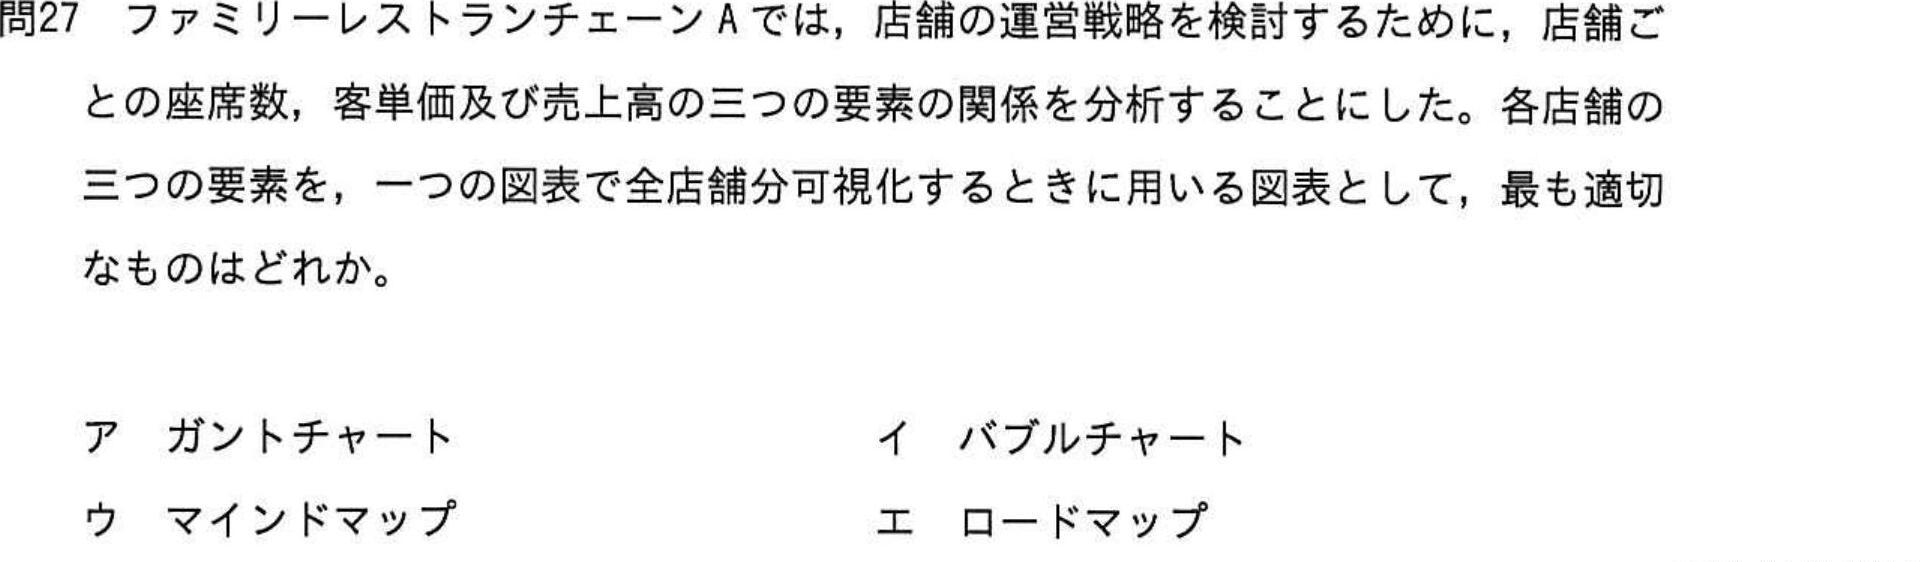 問27 ファミリーレストランチェーン A では，店舗の運営戦略を検討するために，店舗ご
との座席数，客単価及び売上高の三つの要素の関係を分析することにした。各店舗の
三つの要素を，一つの図表で全店舗分可視化するときに用いる図表として，最も適切
なものはどれか。
ア ガントチャート イ バブルチャート
ウ マインドマップ エ ロードマップ